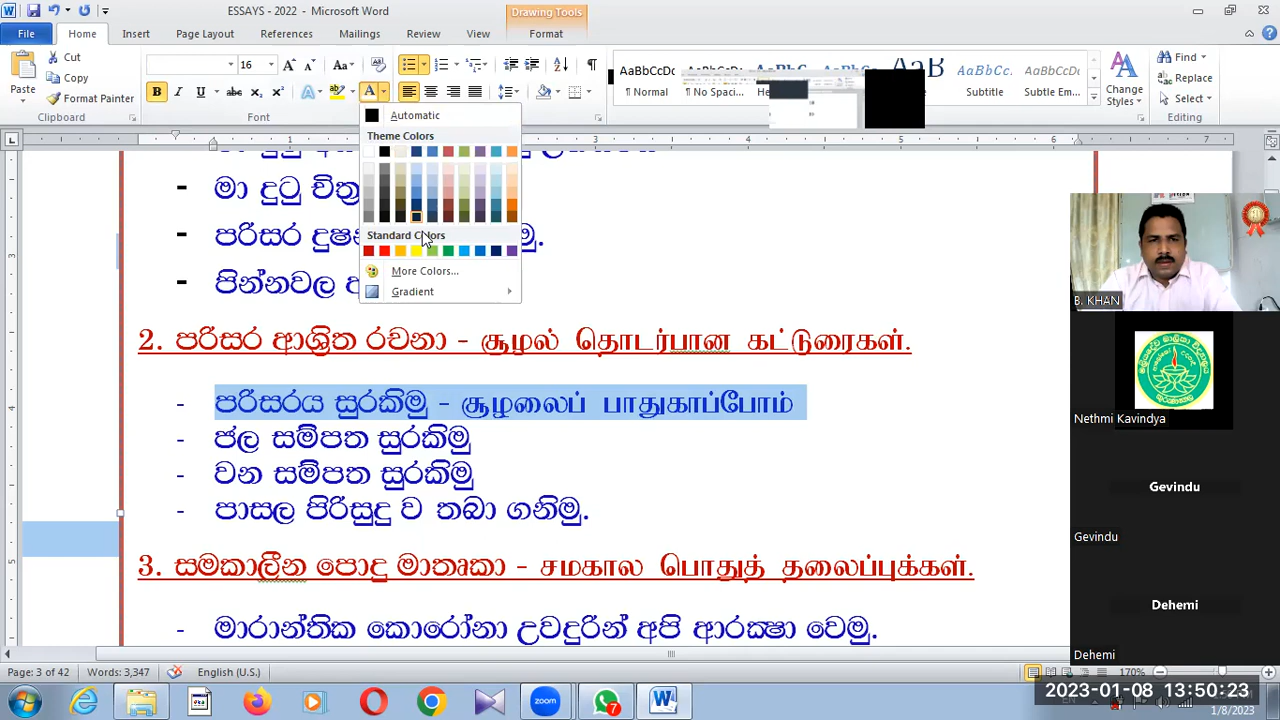 ESSAYS - 2022 - Microsoft Word
Drawing Tools
File Home Insert Page Layout References Mailings Review View Format
Cut
Copy
Format Painter
Paste
Clipboard
16
Font
Automatic
Theme Colors
Standard Colors
More Colors...
Gradient
AaBbCcDc
¶ Normal
¶ No Spaci...
AaBbCcD
Subtitle
AaBbCcD
Subtle Em...
Change Styles
Find
Replace
Select
Editing
මා දුටු චිත්‍ර
පරිසර දූෂ
මු.
පින්නවල
2. පරිසර ආශ්‍රිත රචනා - சூழல் தொடர்பான கட்டுரைகள்.
- පරිසරය සුරකිමු - சூழலைப் பாதுகாப்போம்
- ජල සම්පත සුරකිමු
- වන සම්පත සුරකිමු
- පාසල පිරිසුදු ව තබා ගනිමු.
3. සමකාලීන පොදු මාතෘකා - சமகால பொதுத் தலைப்புக்கள்.
- මාරාන්තික කොරෝනා උවදුරින් අපි ආරක්‍ෂා වෙමු.
B. KHAN
Nethmi Kavindya
Gevindu
Gevindu
Dehemi
Dehemi
Page: 3 of 42 Words: 3,347 English (U.S.) 170%
zoom
7
2023-01-08 13:50:23
1/8/2023